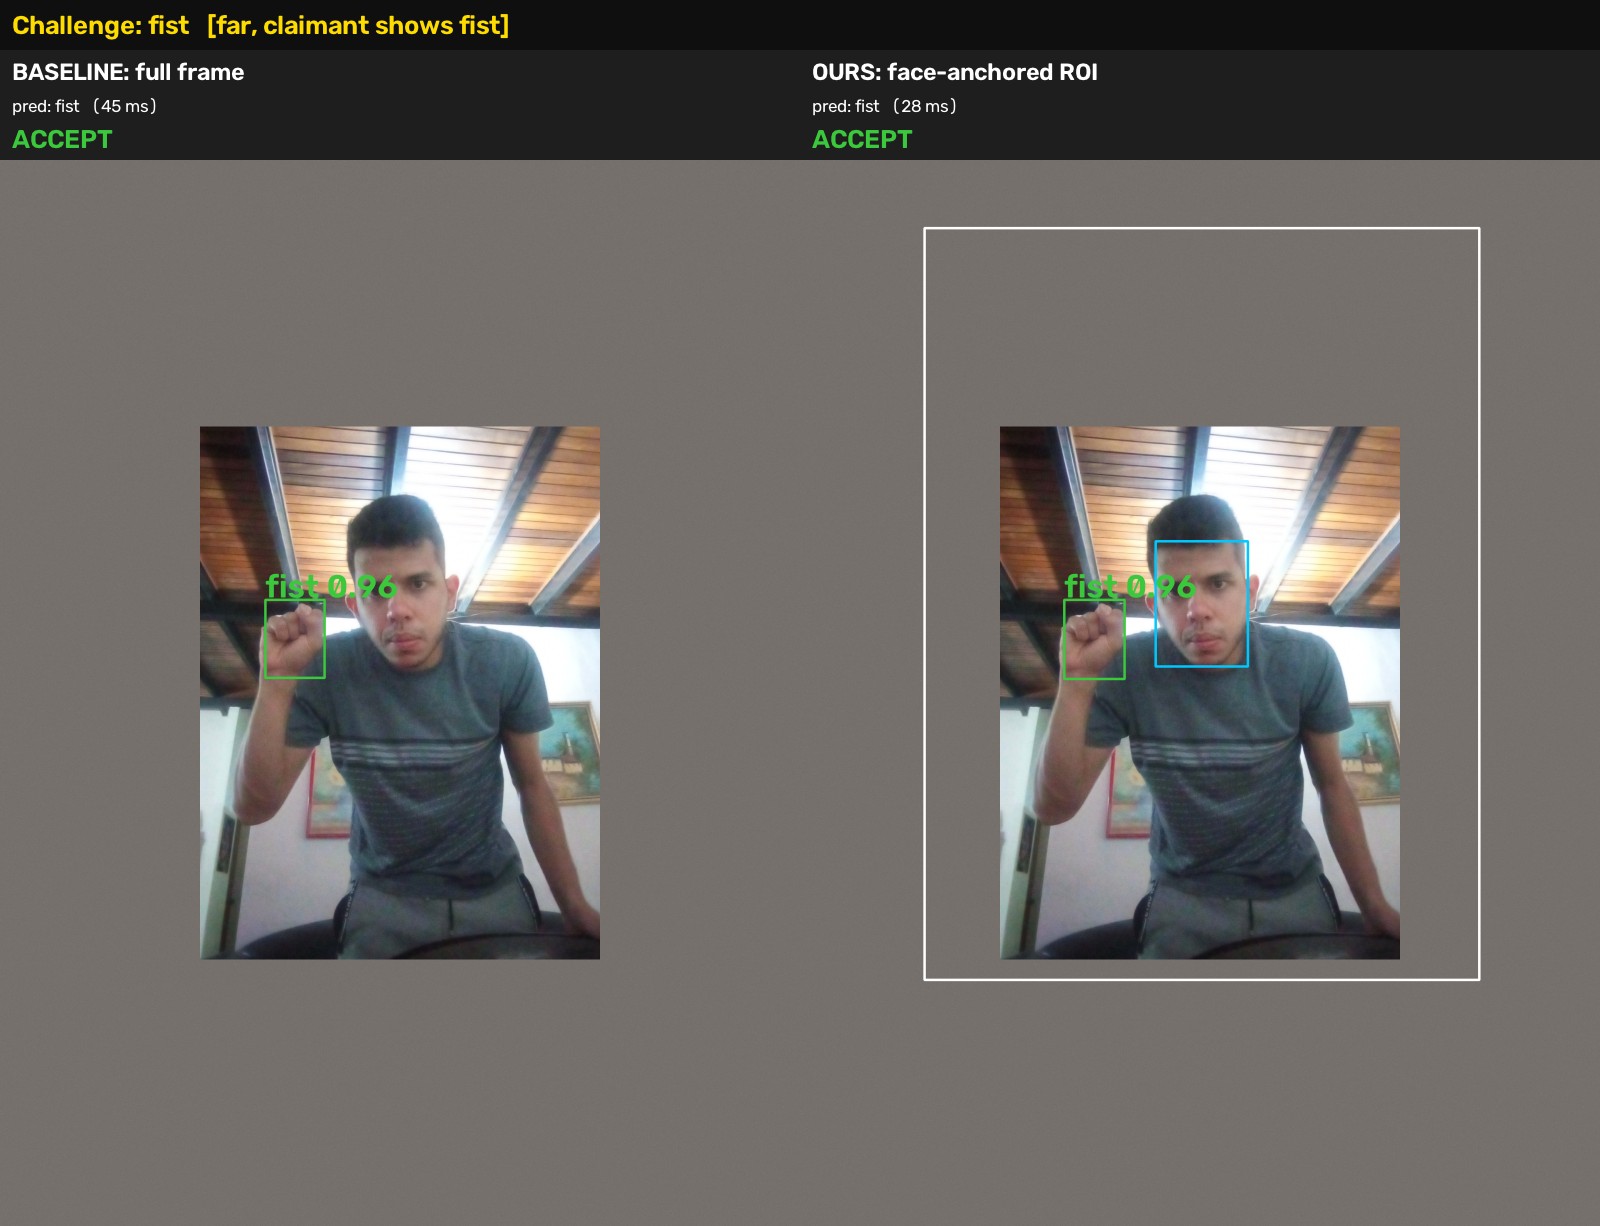 Challenge: fist [far, claimant shows fist]
BASELINE: full frame
pred: fist (45 ms)
ACCEPT
OURS: face-anchored ROI
pred: fist (28 ms)
ACCEPT
fist 0.96
fist 0.96